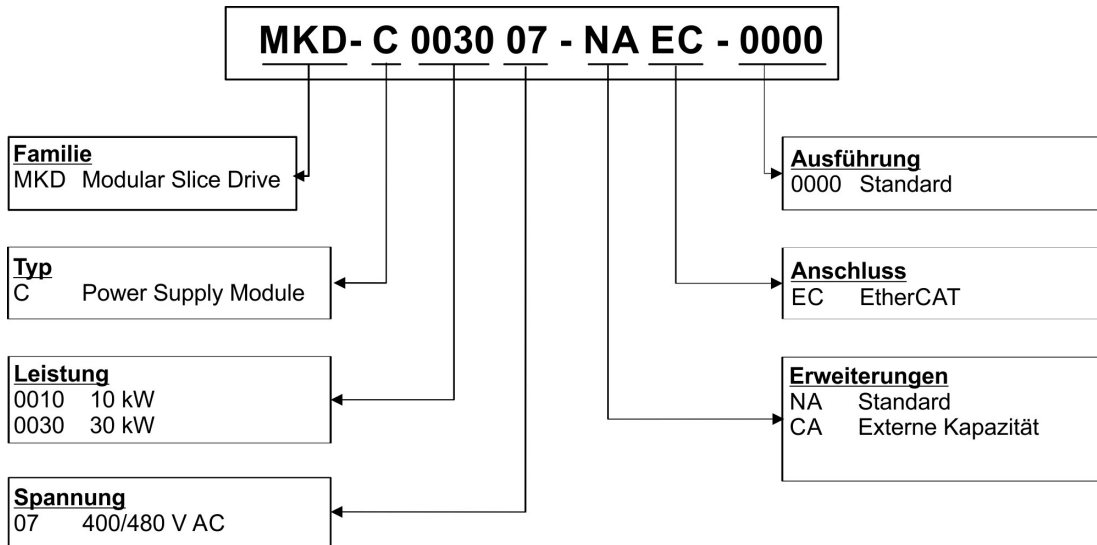 MKD- C 0030 07 - NA EC - 0000
Familie
MKD Modular Slice Drive
Typ
C Power Supply Module
Leistung
0010 10 kW
0030 30 kW
Spannung
07 400/480 V AC
Ausführung
0000 Standard
Anschluss
EC EtherCAT
Erweiterungen
NA Standard
CA Externe Kapazität